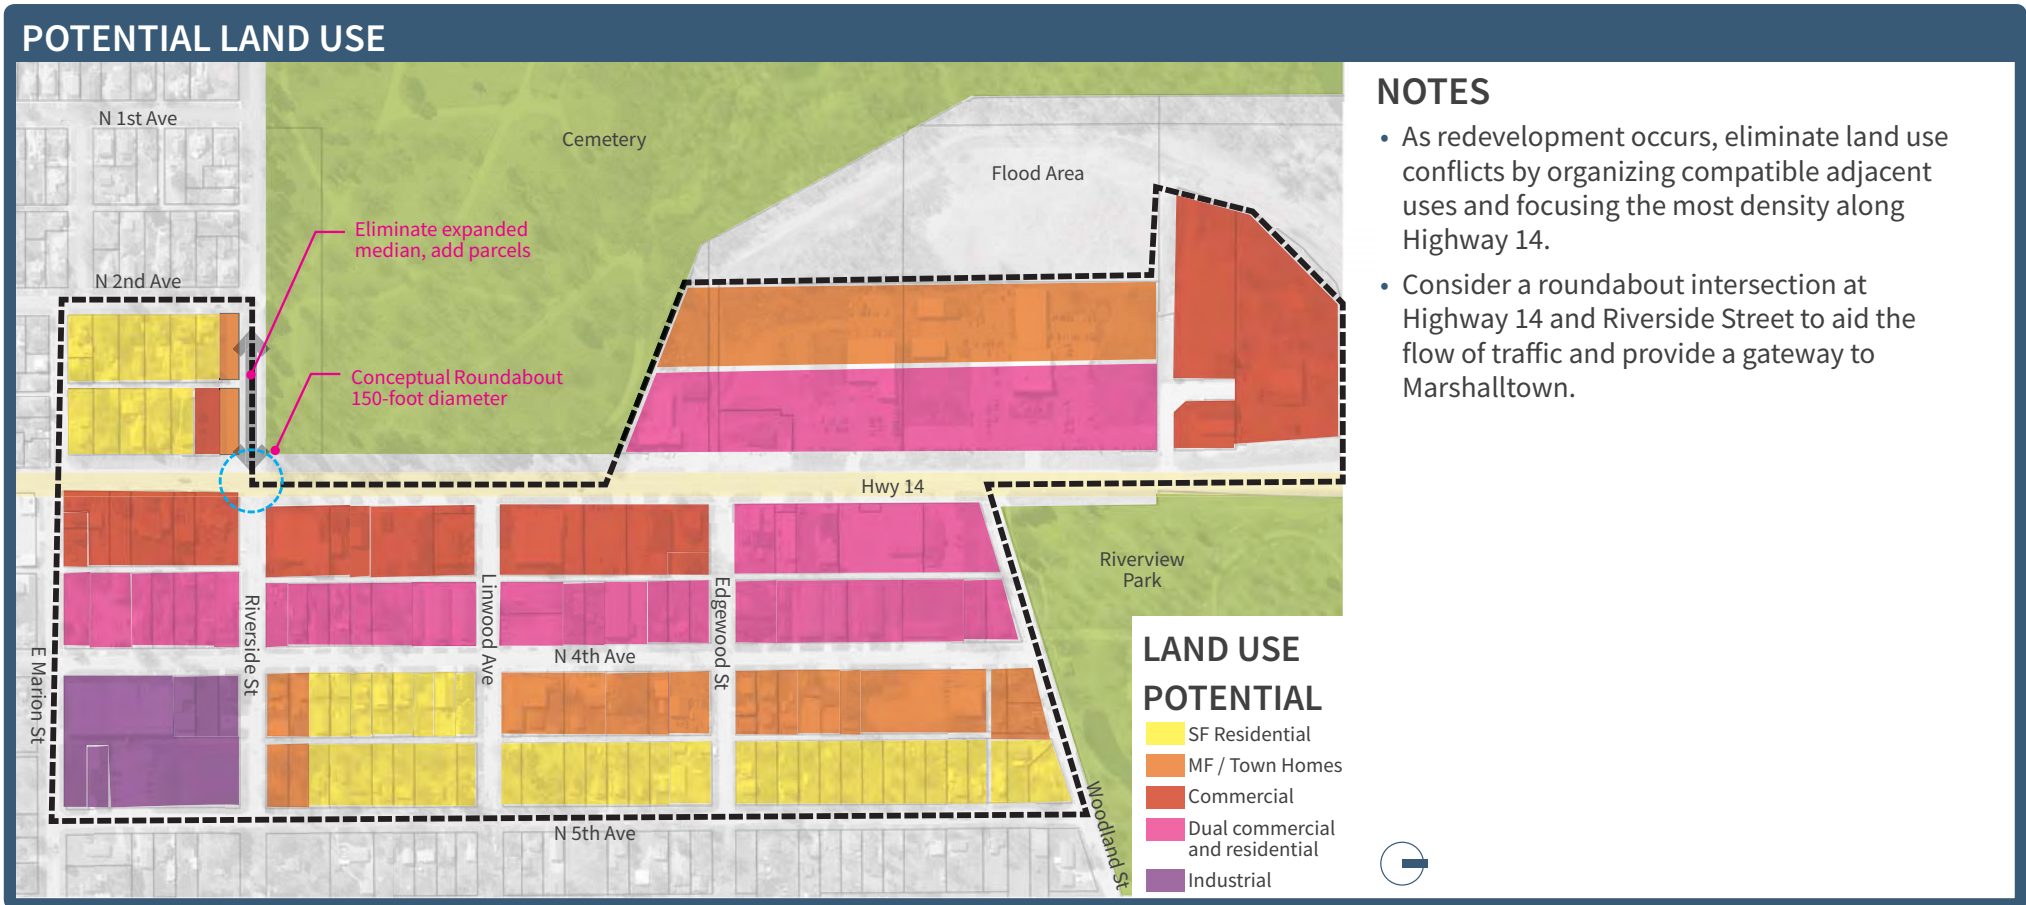 POTENTIAL LAND USE
N 1st Ave
Cemetery
Flood Area
Eliminate expanded
median, add parcels
N 2nd Ave
Conceptual Roundabout
150-foot diameter
Hwy 14
Riverview
Park
Riverside St
Linwood Ave
Edgewood St
N 4th Ave
E Marion St
N 5th Ave
Woodland St
LAND USE
POTENTIAL
SF Residential
MF / Town Homes
Commercial
Dual commercial
and residential
Industrial
NOTES
• As redevelopment occurs, eliminate land use
conflicts by organizing compatible adjacent
uses and focusing the most density along
Highway 14.
• Consider a roundabout intersection at
Highway 14 and Riverside Street to aid the
flow of traffic and provide a gateway to
Marshalltown.